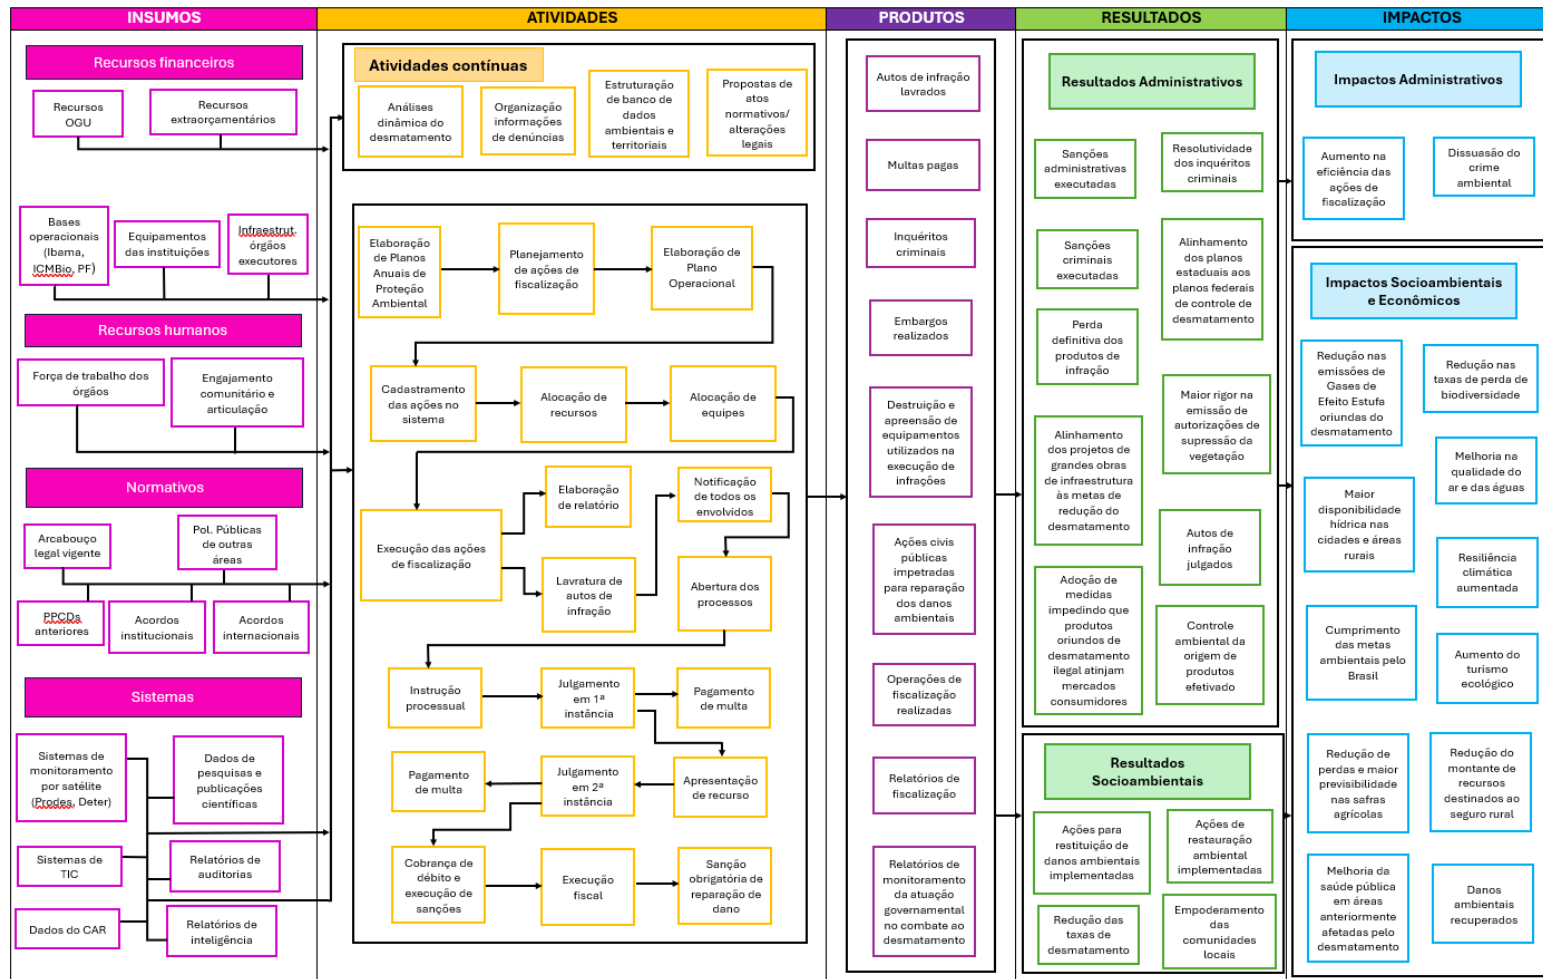 INSUMOS
ATIVIDADES
PRODUTOS
RESULTADOS
IMPACTOS
Recursos financeiros
Recursos
OGU
Recursos
extraorçamentários
Bases
operacionais
(Ibama,
ICMBio, PF)
Equipamentos
das instituições
Infraestrut.
órgãos
executores
Recursos humanos
Força de trabalho dos
órgãos
Engajamento
comunitário e
articulação
Normativos
Arcabouço
legal vigente
Pol. Públicas
de outras
áreas
PPCDs
anteriores
Acordos
institucionais
Acordos
internacionais
Sistemas
Sistemas de
monitoramento
por satélite
(Prodes, Deter)
Dados de
pesquisas e
publicações
científicas
Sistemas de
TIC
Relatórios de
auditorias
Dados do CAR
Relatórios de
inteligência
Atividades contínuas
Análises
dinâmica do
desmatamento
Organização
informações
de denúncias
Estruturação
de banco de
dados
ambientais e
territoriais
Propostas de
atos
normativos/
alterações
legais
Elaboração
de Planos
Anuais de
Proteção
Ambiental
Planejamento
de ações de
fiscalização
Elaboração
de Plano
Operacional
Cadastramento
das ações no
sistema
Alocação de
recursos
Alocação de
equipes
Execução das ações
de fiscalização
Elaboração
de relatório
Notificação
de todos os
envolvidos
Lavratura de
autos de
infração
Abertura dos
processos
Instrução
processual
Julgamento
em 1ª
instância
Pagamento
de multa
Pagamento
de multa
Julgamento
em 2ª
instância
Apresentação
de recurso
Cobrança de
débito e
execução de
sanções
Execução
fiscal
Sanção
obrigatória de
reparação de
dano
Autos de infração
lavrados
Multas pagas
Inquéritos
criminais
Embargos
realizados
Destruição e
apreensão de
equipamentos
utilizados na
execução de
infrações
Ações civis
públicas
impetradas
para reparação
dos danos
ambientais
Operações de
fiscalização
realizadas
Relatórios de
fiscalização
Relatórios de
monitoramento
da atuação
governamental
no combate ao
desmatamento
Resultados Administrativos
Sanções
administrativas
executadas
Resolutividade
dos inquéritos
criminais
Sanções
criminais
executadas
Alinhamento
dos planos
estaduais aos
planos federais
de controle de
desmatamento
Perda
definitiva dos
produtos de
infração
Maior rigor na
emissão de
autorizações de
supressão da
vegetação
Alinhamento
dos projetos de
grandes obras
de infraestrutura
às metas de
redução do
desmatamento
Autos de
infração
julgados
Adoção de
medidas
impedindo que
produtos
oriundos de
desmatamento
ilegal atinjam
mercados
consumidores
Controle
ambiental da
origem de
produtos
efetivado
Resultados
Socioambientais
Ações para
restituição de
danos ambientais
implementadas
Ações de
restauração
ambiental
implementadas
Redução das
taxas de
desmatamento
Empoderamento
das
comunidades
locais
Impactos Administrativos
Aumento na
eficiência das
ações de
fiscalização
Dissuasão do
crime
ambiental
Impactos Socioambientais
e Econômicos
Redução nas
emissões de
Gases de
Efeito Estufa
oriundas do
desmatamento
Redução nas
taxas de perda de
biodiversidade
Maior
disponibilidade
hídrica nas
cidades e áreas
rurais
Melhoria na
qualidade do
ar e das águas
Resiliência
climática
aumentada
Cumprimento
das metas
ambientais pelo
Brasil
Aumento do
turismo
ecológico
Redução de
perdas e maior
previsibilidade
nas safras
agrícolas
Redução do
montante de
recursos
destinados ao
seguro rural
Melhoria da
saúde pública
em áreas
anteriormente
afetadas pelo
desmatamento
Danos
ambientais
recuperados